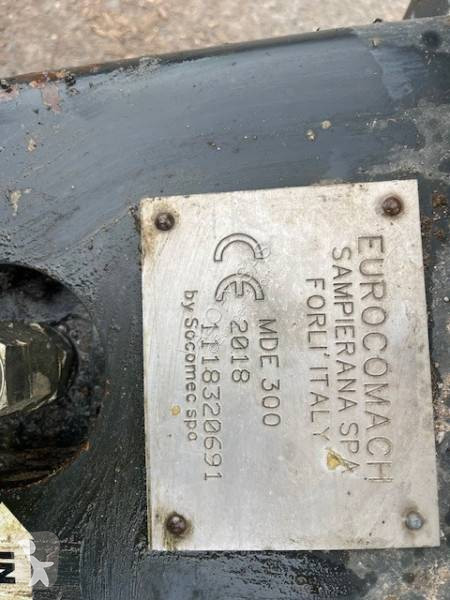 EUROCOMACH
SAMPIERANA SPA
FORLI' ITALY
CE MDE 300
2018
1118320691
by Socomec spa